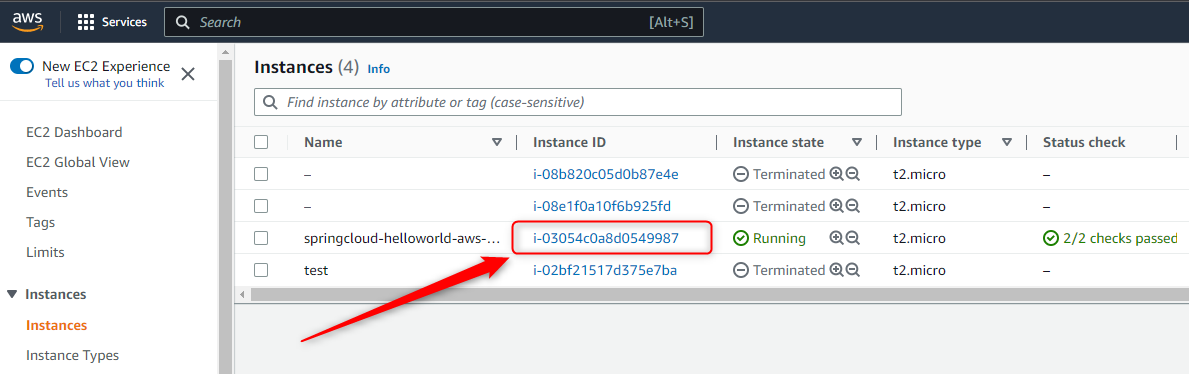 aws Services Search [Alt+S]
New EC2 Experience
Tell us what you think
EC2 Dashboard
EC2 Global View
Events
Tags
Limits
Instances
Instances
Instance Types
Instances (4) Info
Find instance by attribute or tag (case-sensitive)
Name Instance ID Instance state Instance type Status check
– i-08b820c05d0b87e4e Terminated t2.micro –
– i-08e1f0a10f6b925fd Terminated t2.micro –
springcloud-helloworld-aws-... i-03054c0a8d0549987 Running t2.micro 2/2 checks passed
test i-02bf21517d375e7ba Terminated t2.micro –